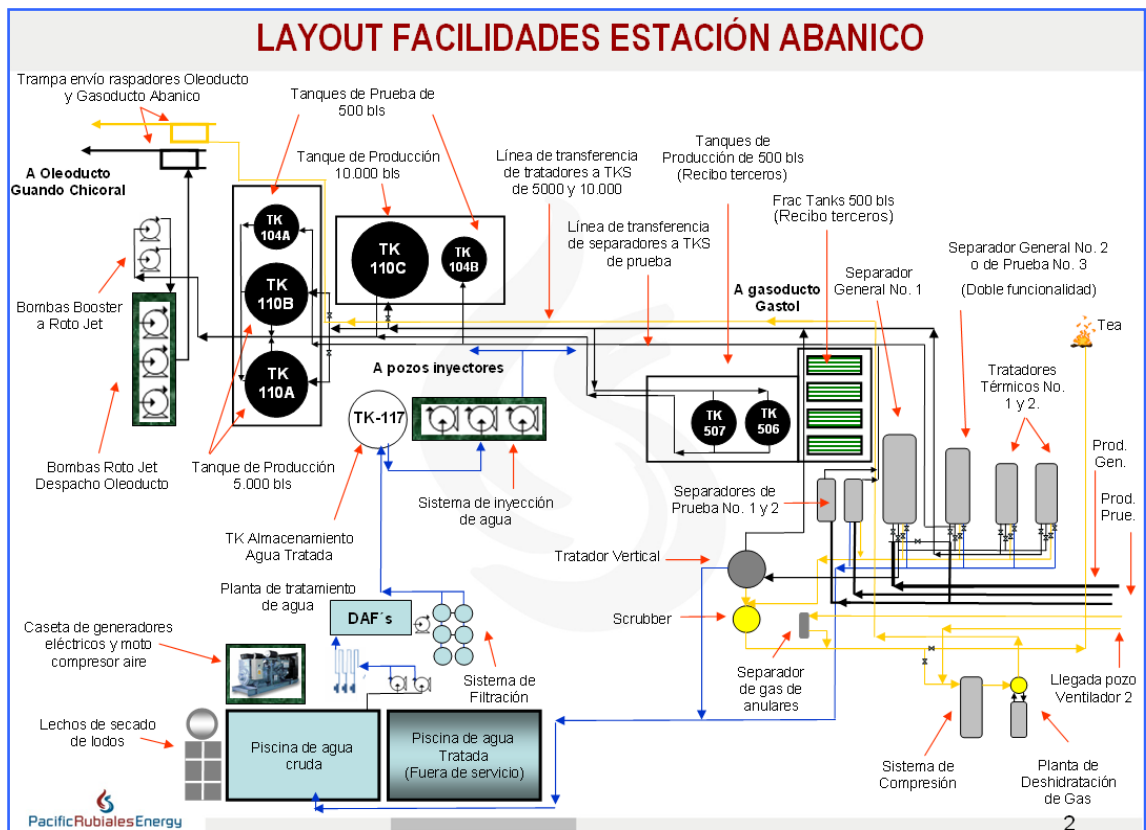 LAYOUT FACILIDADES ESTACIÓN ABANICO
Trampa envío raspadores Oleoducto
y Gasoducto Abanico
Tanques de Prueba de
500 bls
A Oleoducto
Guando Chicoral
Tanque de Producción
10.000 bls
Línea de transferencia
de tratadores a TKS
de 5000 y 10.000
Tanques de
Producción de 500 bls
(Recibo terceros)
Frac Tanks 500 bls
(Recibo terceros)
Línea de transferencia
de separadores a TKS
de prueba
Separador
General No. 1
Separador General No. 2
o de Prueba No. 3
(Doble funcionalidad)
A gasoducto
Gastol
Tea
TK
104A
TK
110C
TK
104B
TK
110B
TK
110A
Bombas Booster
a Roto Jet
A pozos inyectores
TK-117
TK
507
TK
506
Tratadores
Térmicos No.
1 y 2.
Prod.
Gen.
Prod.
Prue.
Bombas Roto Jet
Despacho Oleoducto
Tanque de Producción
5.000 bls
Sistema de inyección
de agua
Separadores de
Prueba No. 1 y 2
TK Almacenamiento
Agua Tratada
Tratador Vertical
Planta de tratamiento
de agua
DAF´s
Scrubber
Caseta de generadores
eléctricos y moto
compresor aire
Sistema de
Filtración
Separador
de gas de
anulares
Llegada pozo
Ventilador 2
Lechos de secado
de lodos
Piscina de agua
cruda
Piscina de agua
Tratada
(Fuera de servicio)
Sistema de
Compresión
Planta de
Deshidratación
de Gas
PacificRubialesEnergy
2